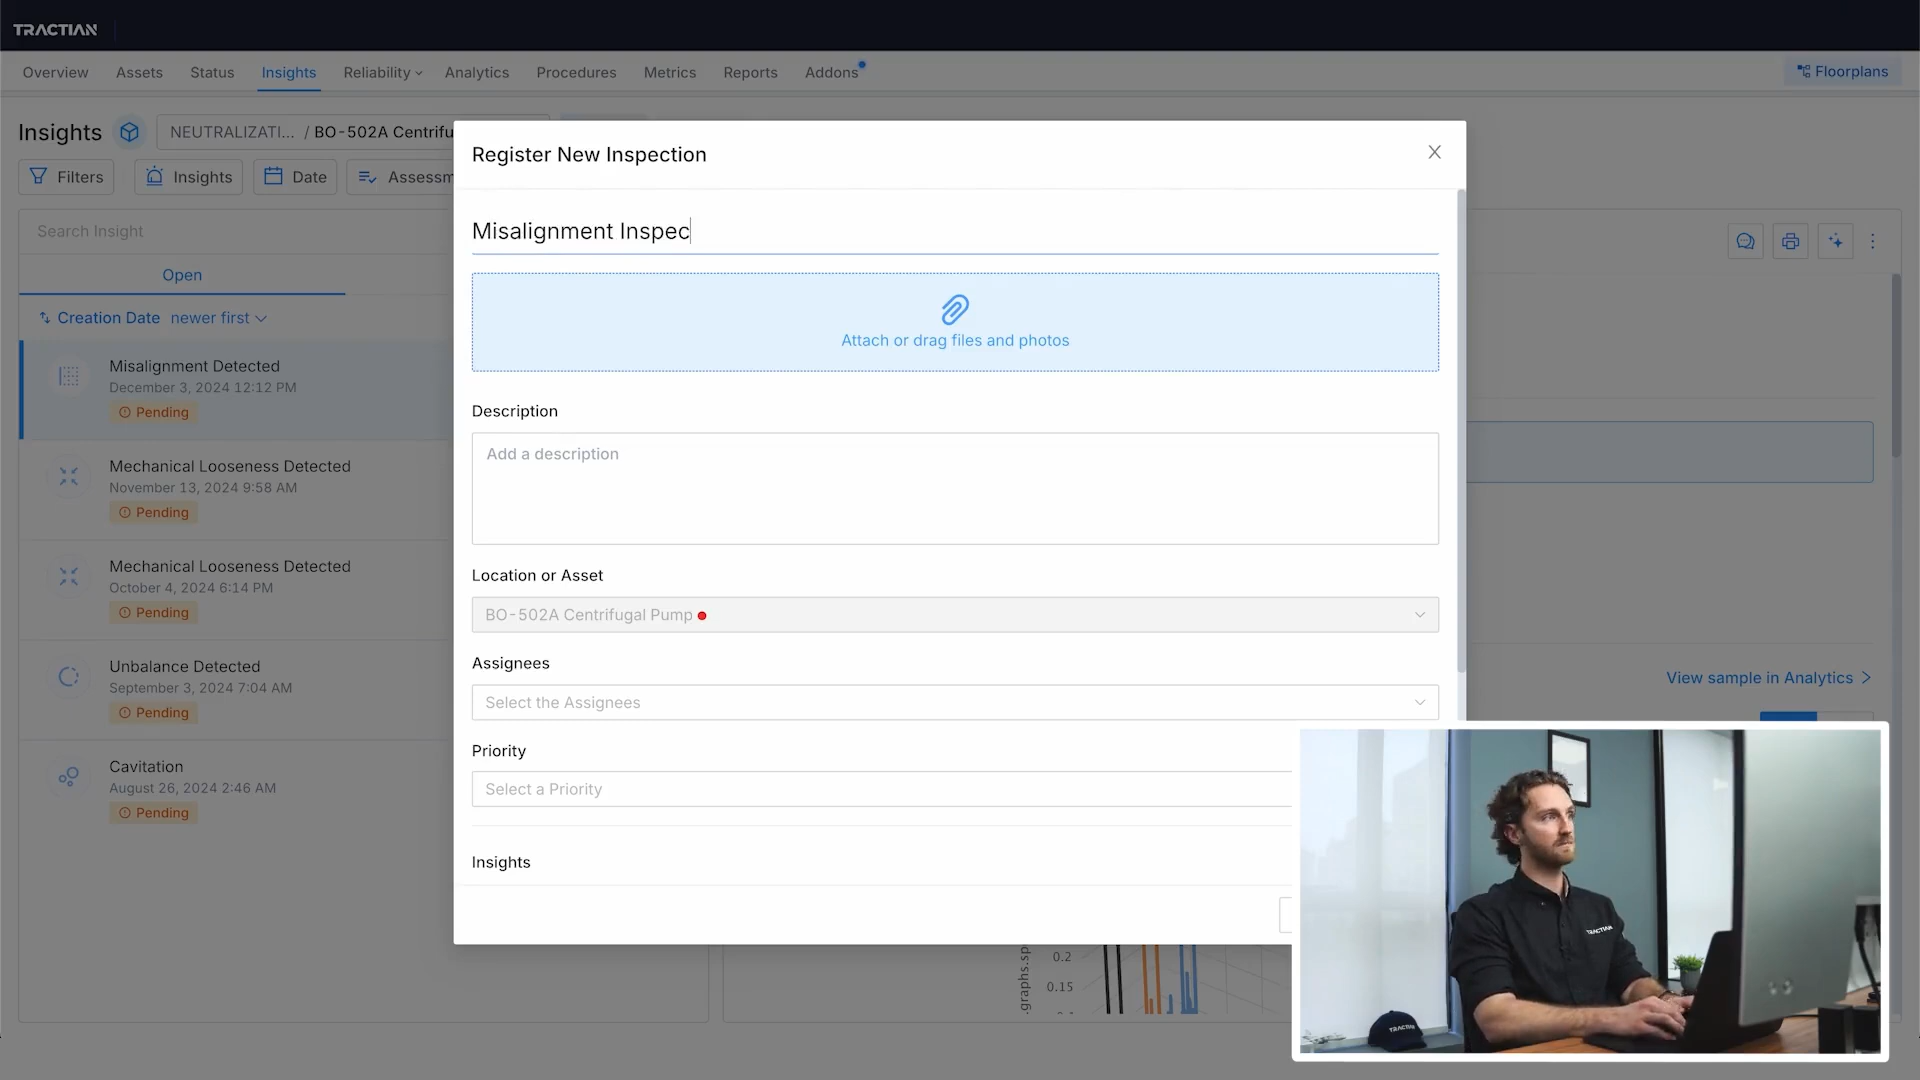 TRACTIAN
Overview Assets Status Insights Reliability Analytics Procedures Metrics Reports Addons Floorplans
Insights NEUTRALIZATI... / BO-502A Centrifu
Filters Insights Date Assessm
Search Insight
Open
Creation Date newer first
Misalignment Detected
December 3, 2024 12:12 PM
Pending
Mechanical Looseness Detected
November 13, 2024 9:58 AM
Pending
Mechanical Looseness Detected
October 4, 2024 6:14 PM
Pending
Unbalance Detected
September 3, 2024 7:04 AM
Pending
Cavitation
August 26, 2024 2:46 AM
Pending
Register New Inspection
Misalignment Inspec
Attach or drag files and photos
Description
Add a description
Location or Asset
BO-502A Centrifugal Pump
Assignees
Select the Assignees
Priority
Select a Priority
Insights
View sample in Analytics
.graphs.sp
0.2
0.15
TRACTIAN
TRACTIAN